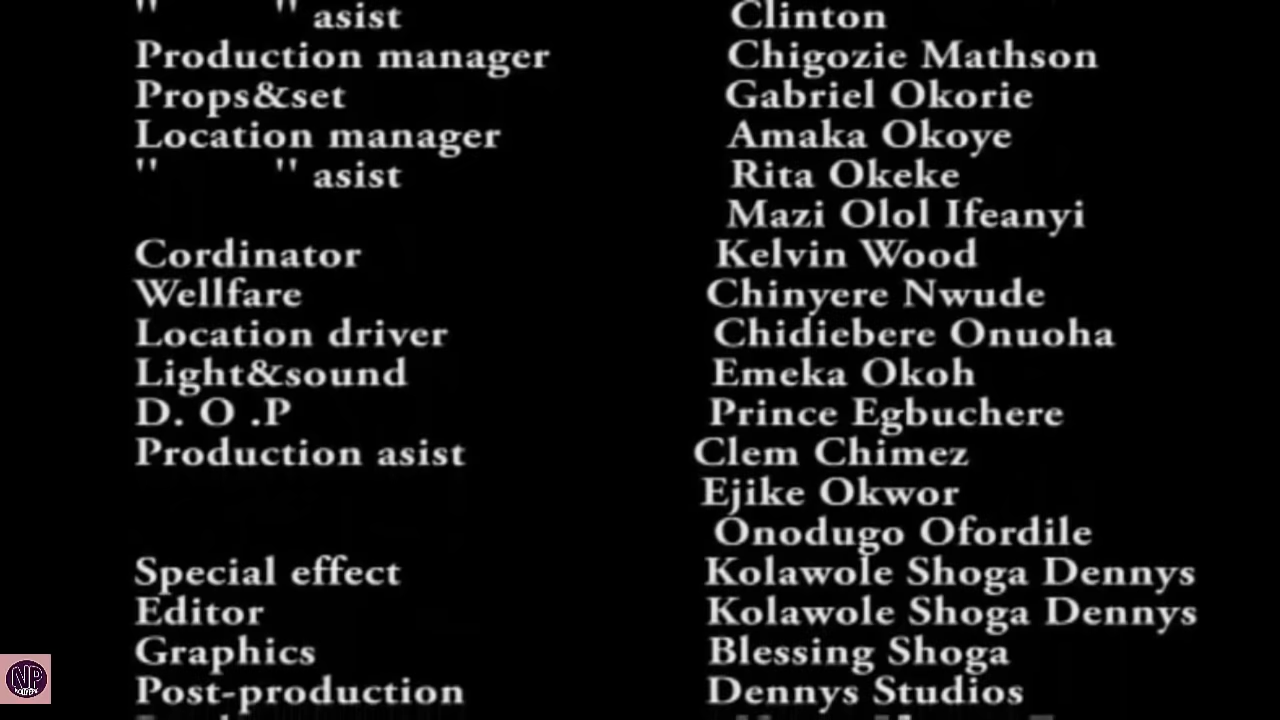 " " asist Clinton
Production manager Chigozie Mathson
Props&set Gabriel Okorie
Location manager Amaka Okoye
" " asist Rita Okeke
Mazi Olol Ifeanyi
Cordinator Kelvin Wood
Wellfare Chinyere Nwude
Location driver Chidiebere Onuoha
Light&sound Emeka Okoh
D. O .P Prince Egbuchere
Production asist Clem Chimez
Ejike Okwor
Onodugo Ofordile
Special effect Kolawole Shoga Dennys
Editor Kolawole Shoga Dennys
Graphics Blessing Shoga
Post-production Dennys Studios
NP